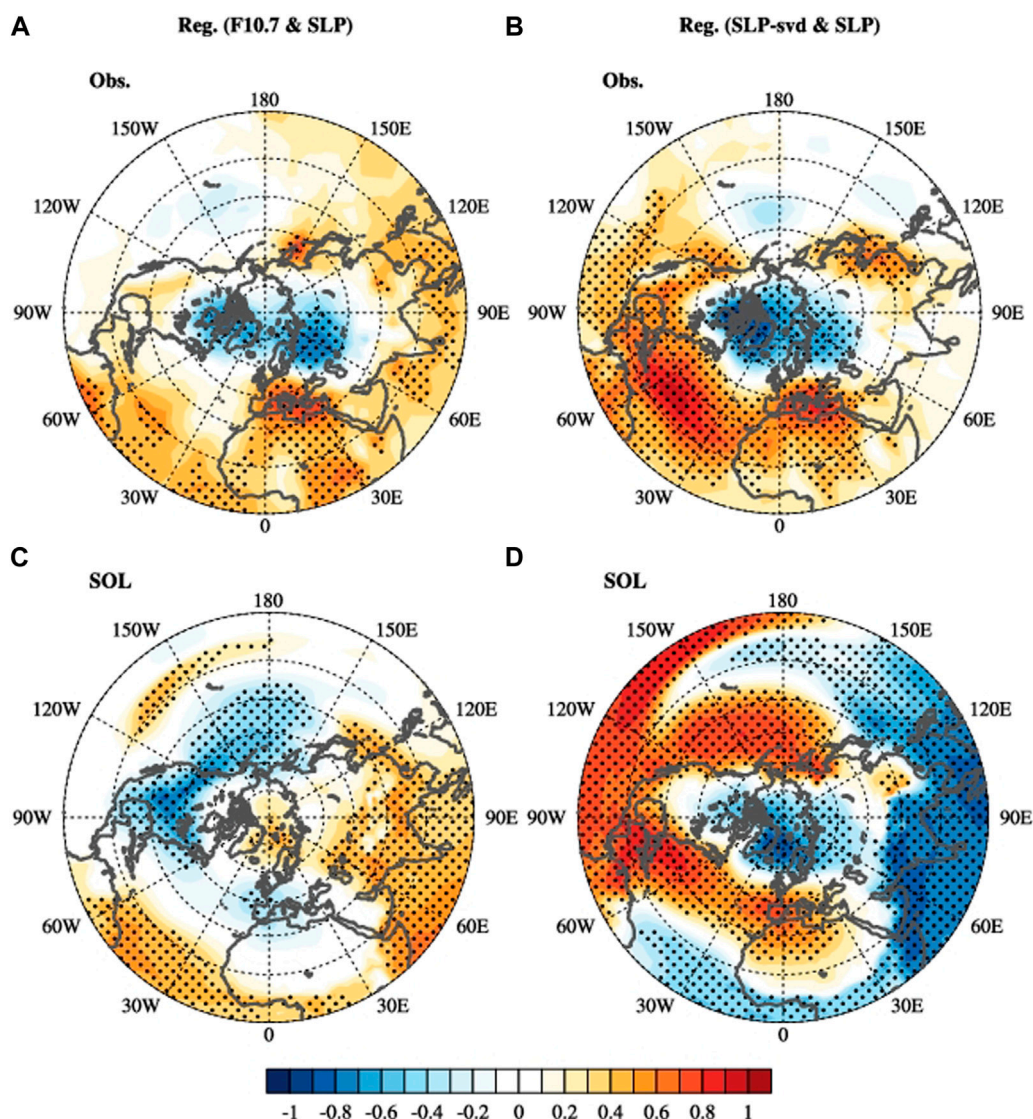 A Reg. (F10.7 & SLP) B Reg. (SLP-svd & SLP)
Obs. Obs.
180 180
150W 150E 150W 150E
120W 120E 120W 120E
90W 90E 90W 90E
60W 60E 60W 60E
30W 30E 30W 30E
0 0
C D
SOL SOL
180 180
150W 150E 150W 150E
120W 120E 120W 120E
90W 90E 90W 90E
60W 60E 60W 60E
30W 30E 30W 30E
0 0
-1 -0.8 -0.6 -0.4 -0.2 0 0.2 0.4 0.6 0.8 1